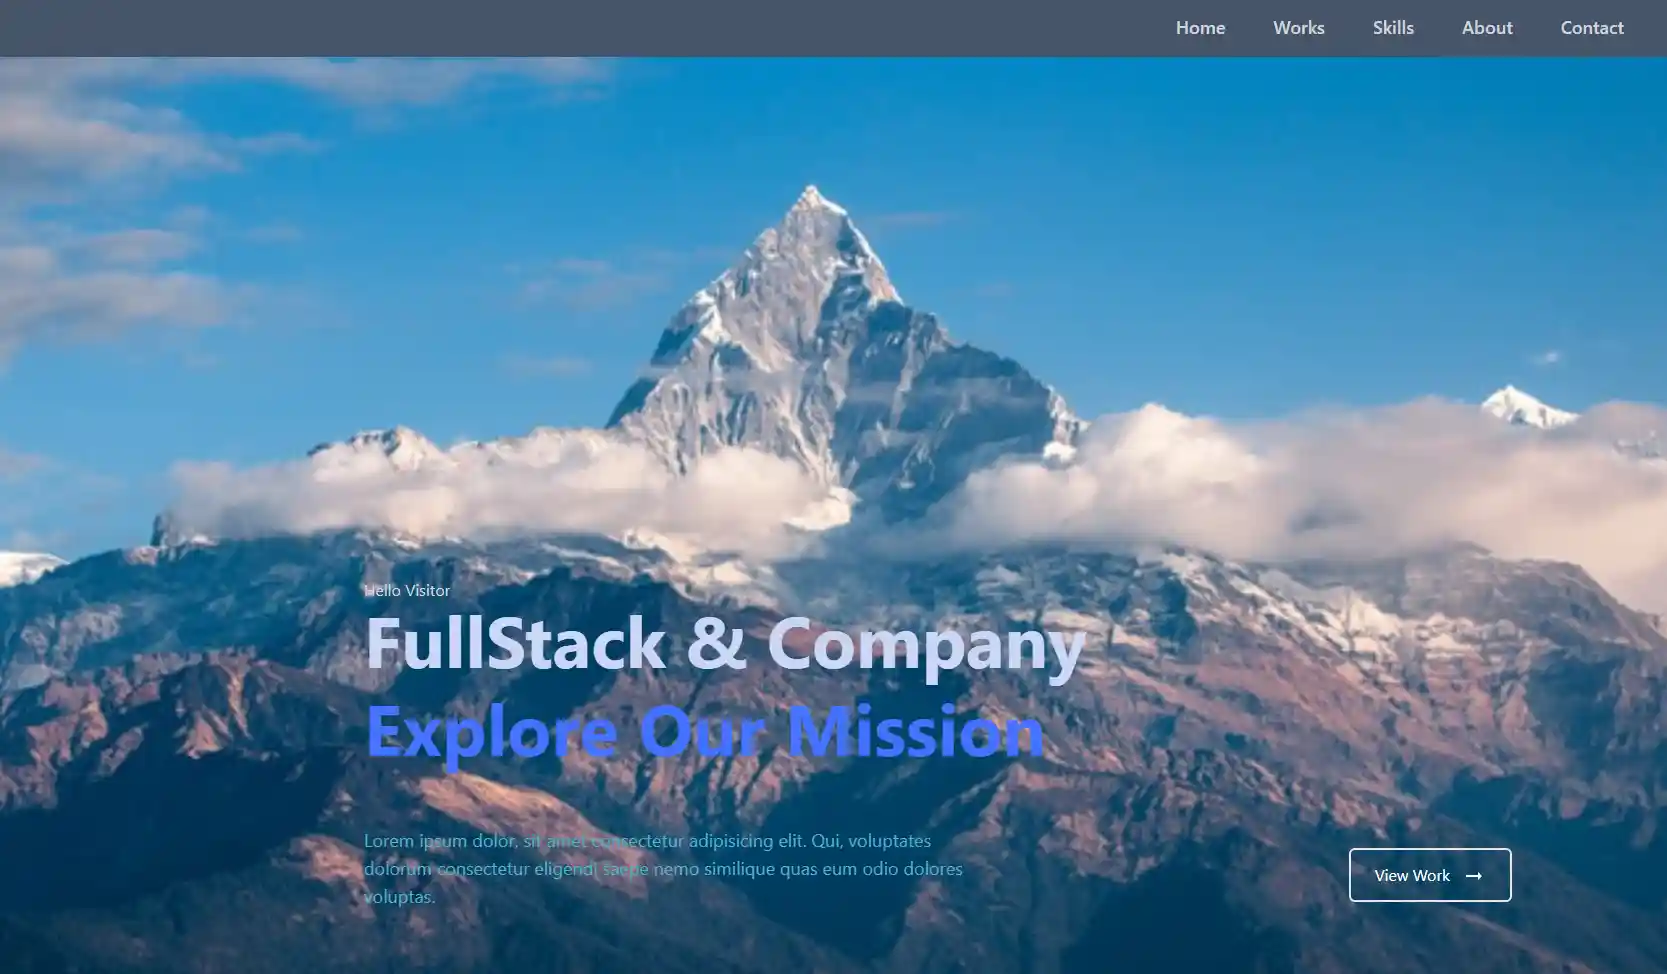 Home Works Skills About Contact
Hello Visitor
FullStack & Company
Explore Our Mission
Lorem ipsum dolor, sit amet consectetur adipisicing elit. Qui, voluptates
dolorum consectetur eligendi saepe nemo similique quas eum odio dolores
voluptas.
View Work →